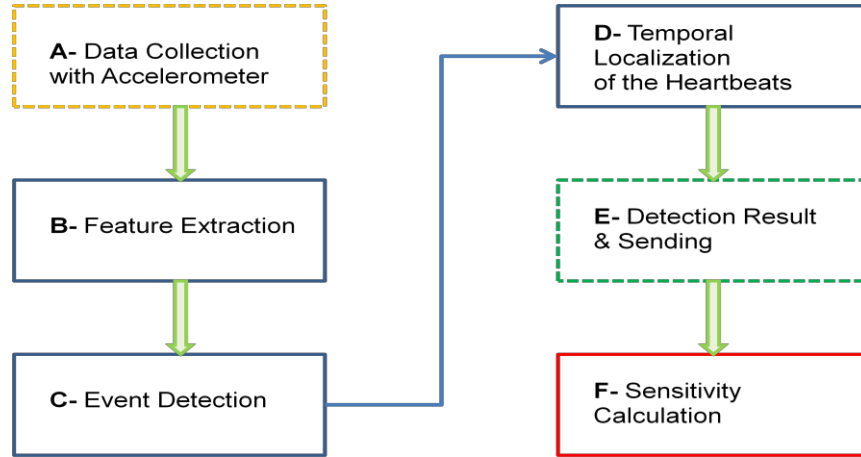 A- Data Collection
with Accelerometer
B- Feature Extraction
C- Event Detection
D- Temporal
Localization
of the Heartbeats
E- Detection Result
& Sending
F- Sensitivity
Calculation